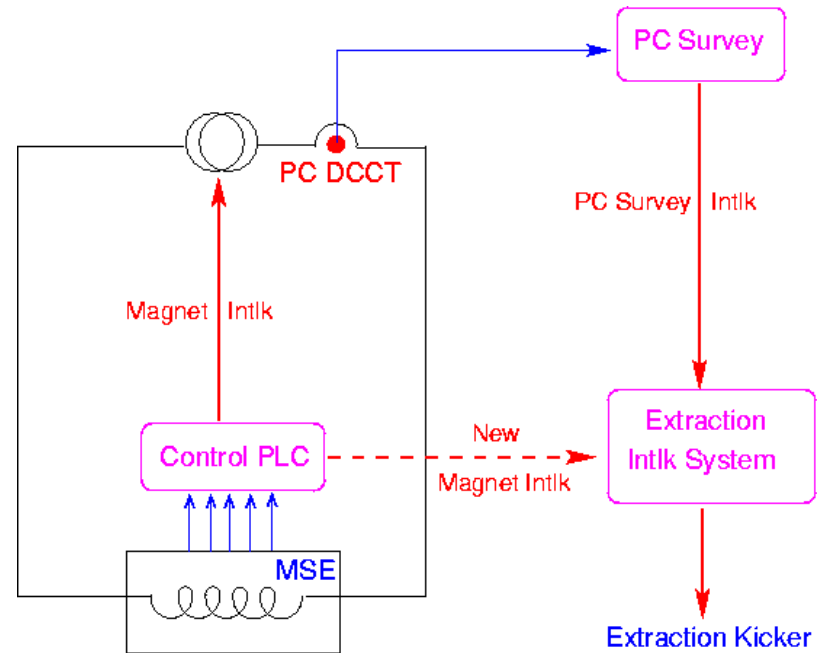 PC Survey
PC DCCT
PC Survey Intlk
Magnet Intlk
Extraction
Intlk System
New
Control PLC
Magnet Intlk
MSE
Extraction Kicker